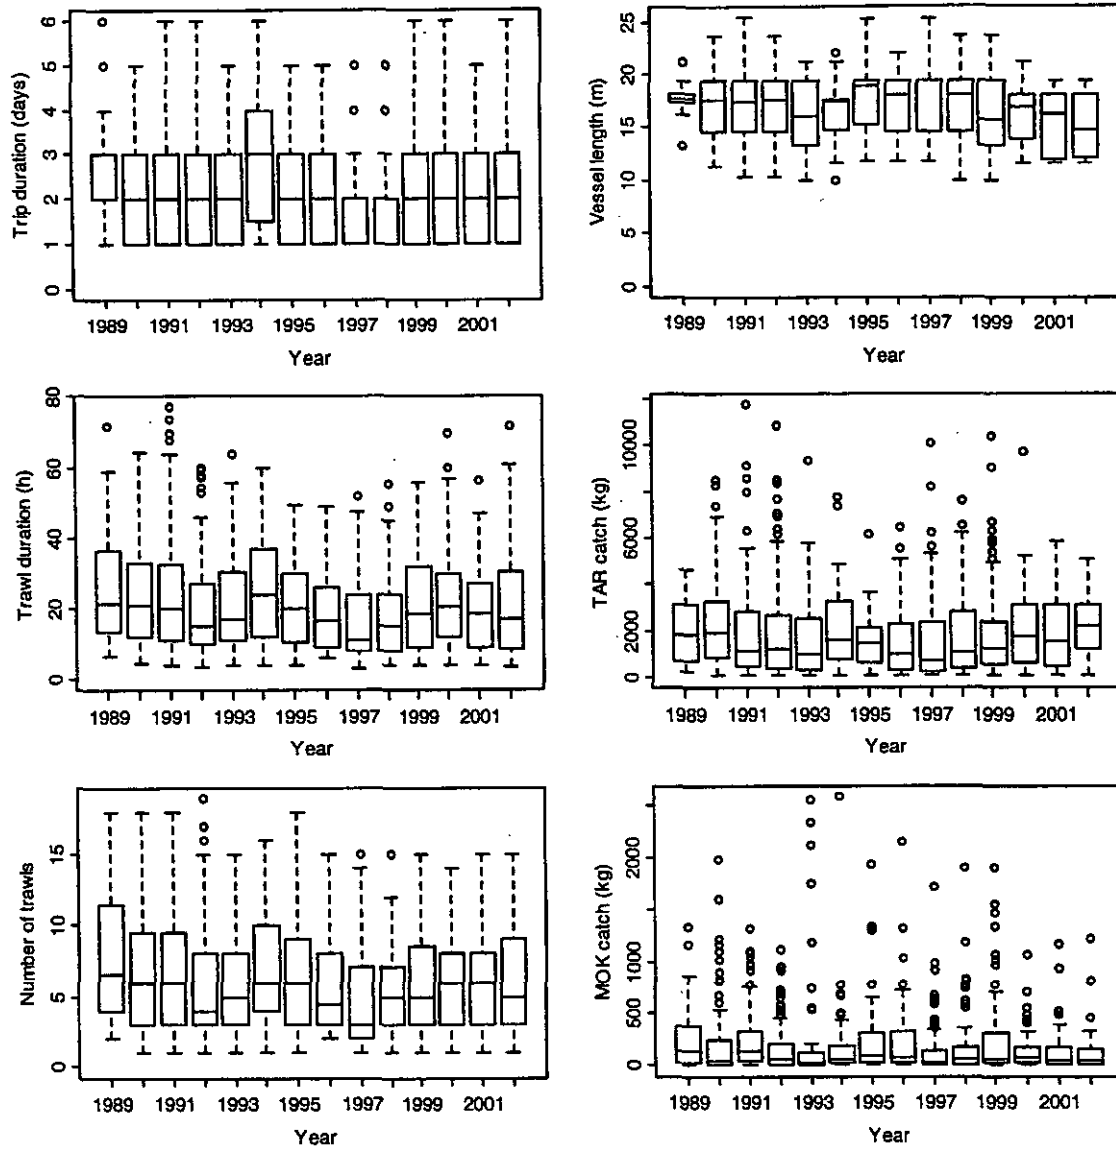 Trip duration (days)
6
5
4
3
2
1
0
1989 1991 1993 1995 1997 1999 2001
Year
Vessel length (m)
25
20
15
10
5
0
1989 1991 1993 1995 1997 1999 2001
Year
Trawl duration (h)
80
60
40
20
0
1989 1991 1993 1995 1997 1999 2001
Year
TAR catch (kg)
10000
6000
2000
0
1989 1991 1993 1995 1997 1999 2001
Year
Number of trawls
15
10
5
0
1989 1991 1993 1995 1997 1999 2001
Year
MOK catch (kg)
2000
1000
500
0
1989 1991 1993 1995 1997 1999 2001
Year